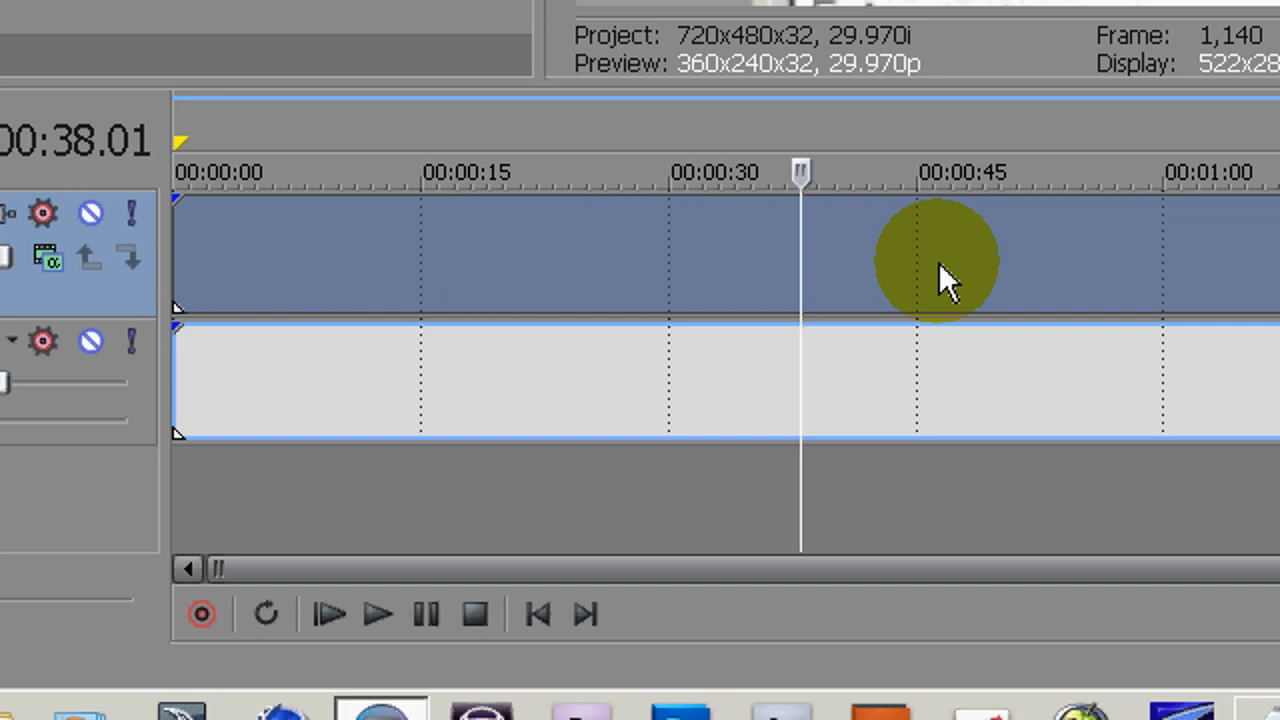 Project: 720x480x32, 29.970i Frame: 1,140
Preview: 360x240x32, 29.970p Display: 522x28
00:38.01
00:00:00 00:00:15 00:00:30 00:00:45 00:01:00